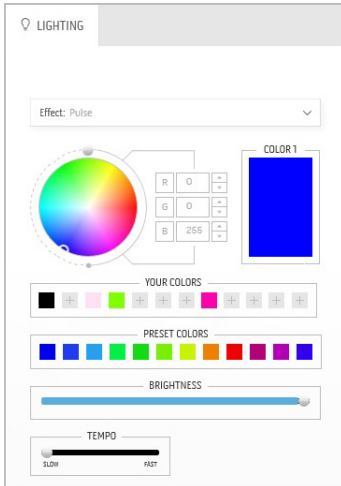 LIGHTING
Effect: Pulse
COLOR 1
R 0
G 0
B 255
YOUR COLORS
PRESET COLORS
BRIGHTNESS
TEMPO
SLOW FAST